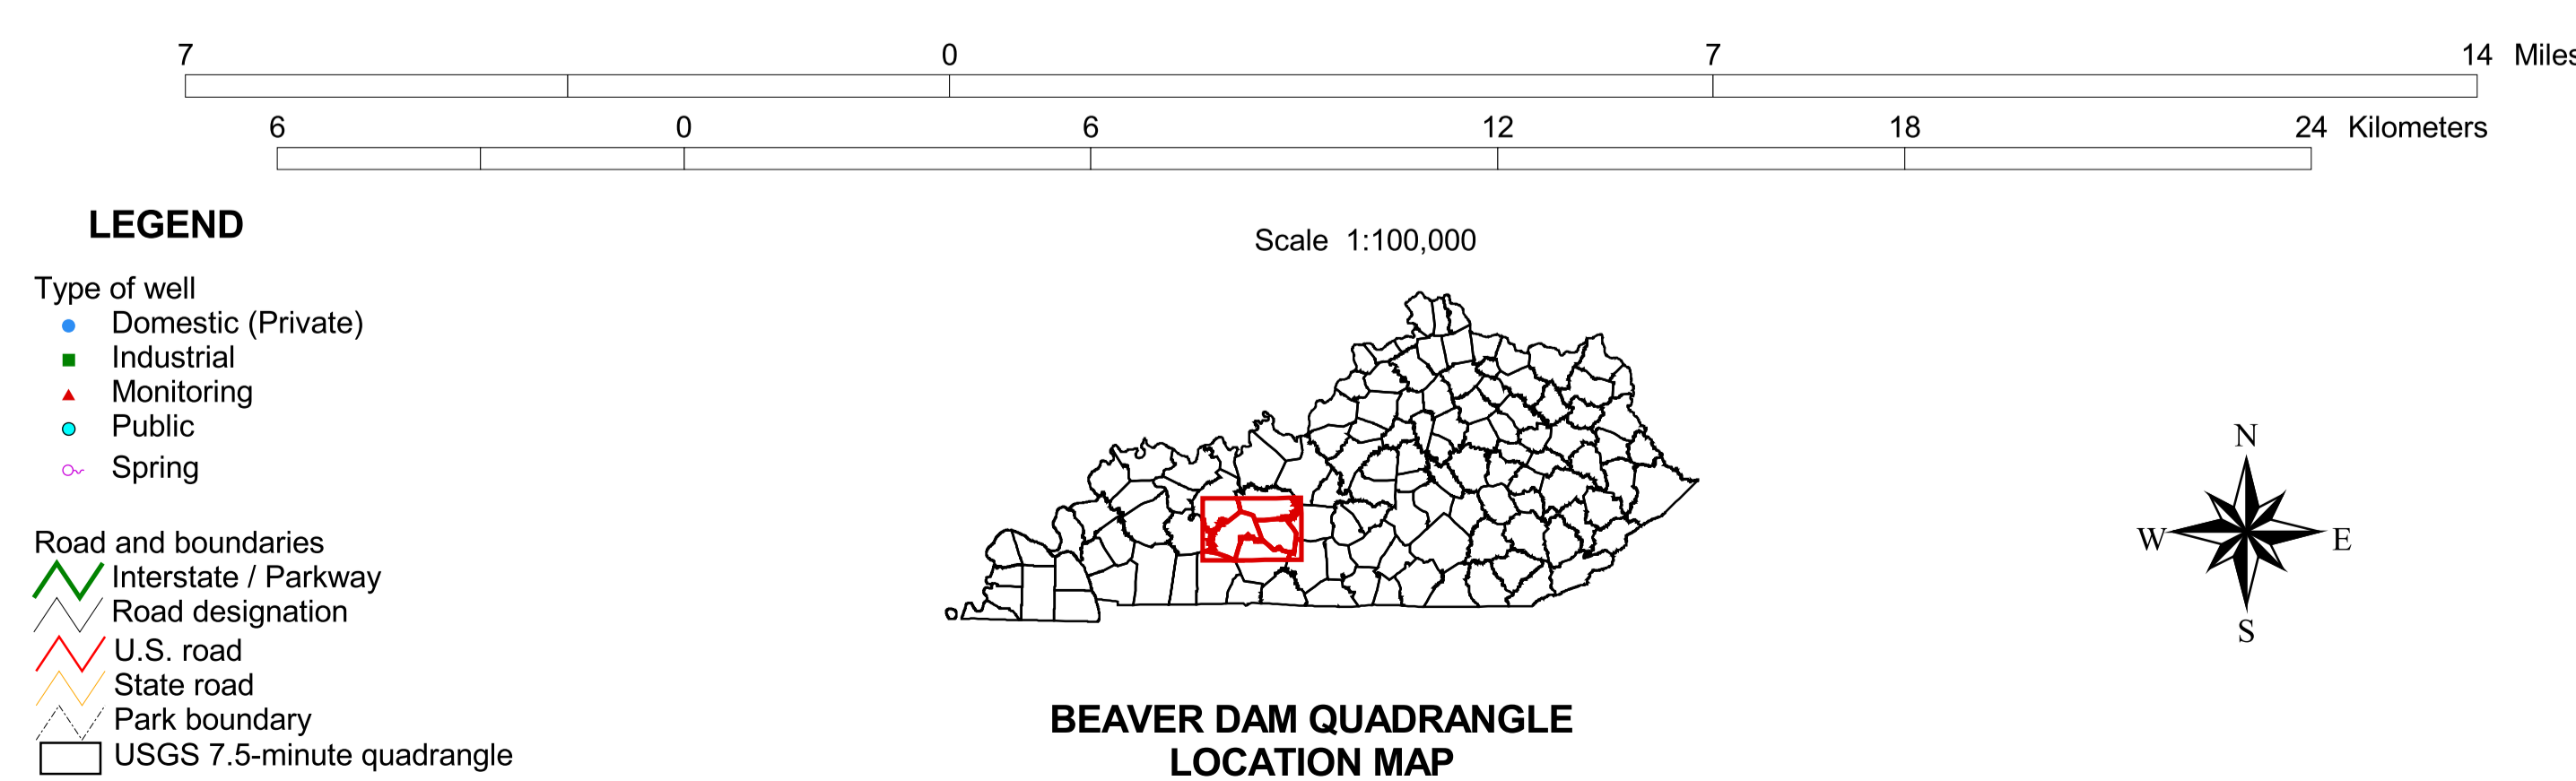 7 0 7 14 Miles
6 0 6 12 18 24 Kilometers
LEGEND
Scale 1:100,000
Type of well
Domestic (Private)
Industrial
Monitoring
Public
Spring
Road and boundaries
Interstate / Parkway
Road designation
U.S. road
State road
Park boundary
USGS 7.5-minute quadrangle
BEAVER DAM QUADRANGLE
LOCATION MAP
N
W E
S